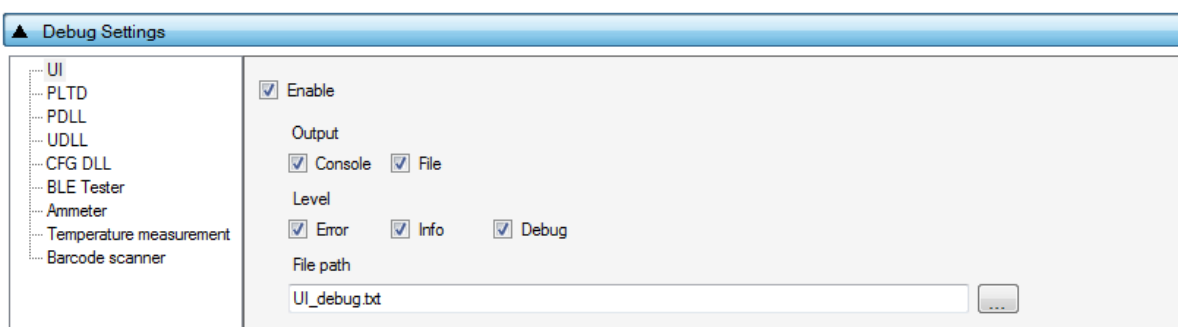 Debug Settings
UI
PLTD
PDLL
UDLL
CFG DLL
BLE Tester
Ammeter
Temperature measurement
Barcode scanner
Enable
Output
Console File
Level
Error Info Debug
File path
UI_debug.txt
...